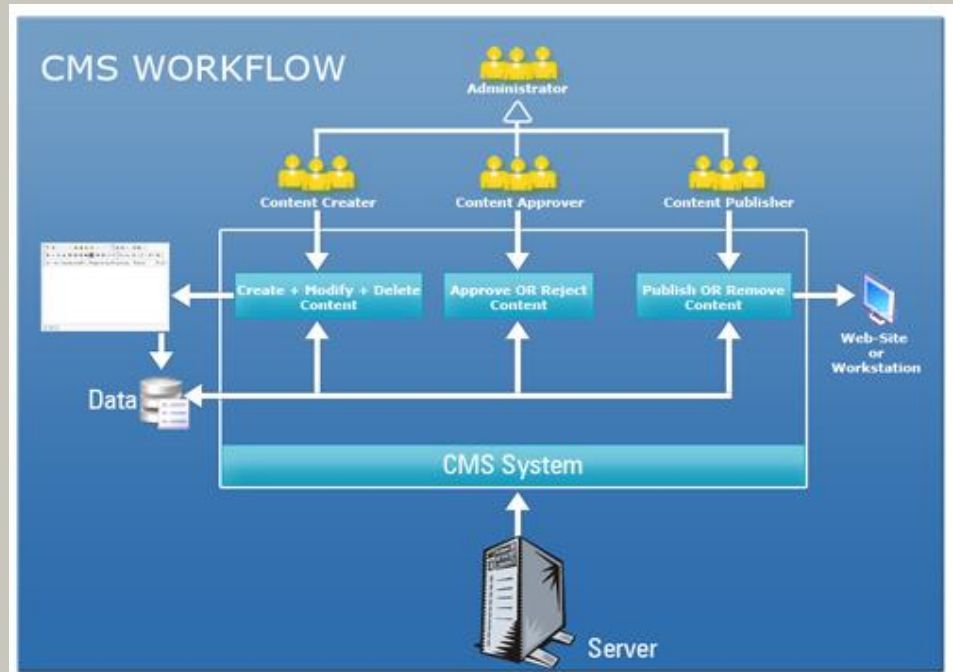 CMS WORKFLOW
Administrator
Content Creater
Content Approver
Content Publisher
Create + Modify + Delete
Content
Approve OR Reject
Content
Publish OR Remove
Content
Web-Site
or
Workstation
Data
CMS System
Server